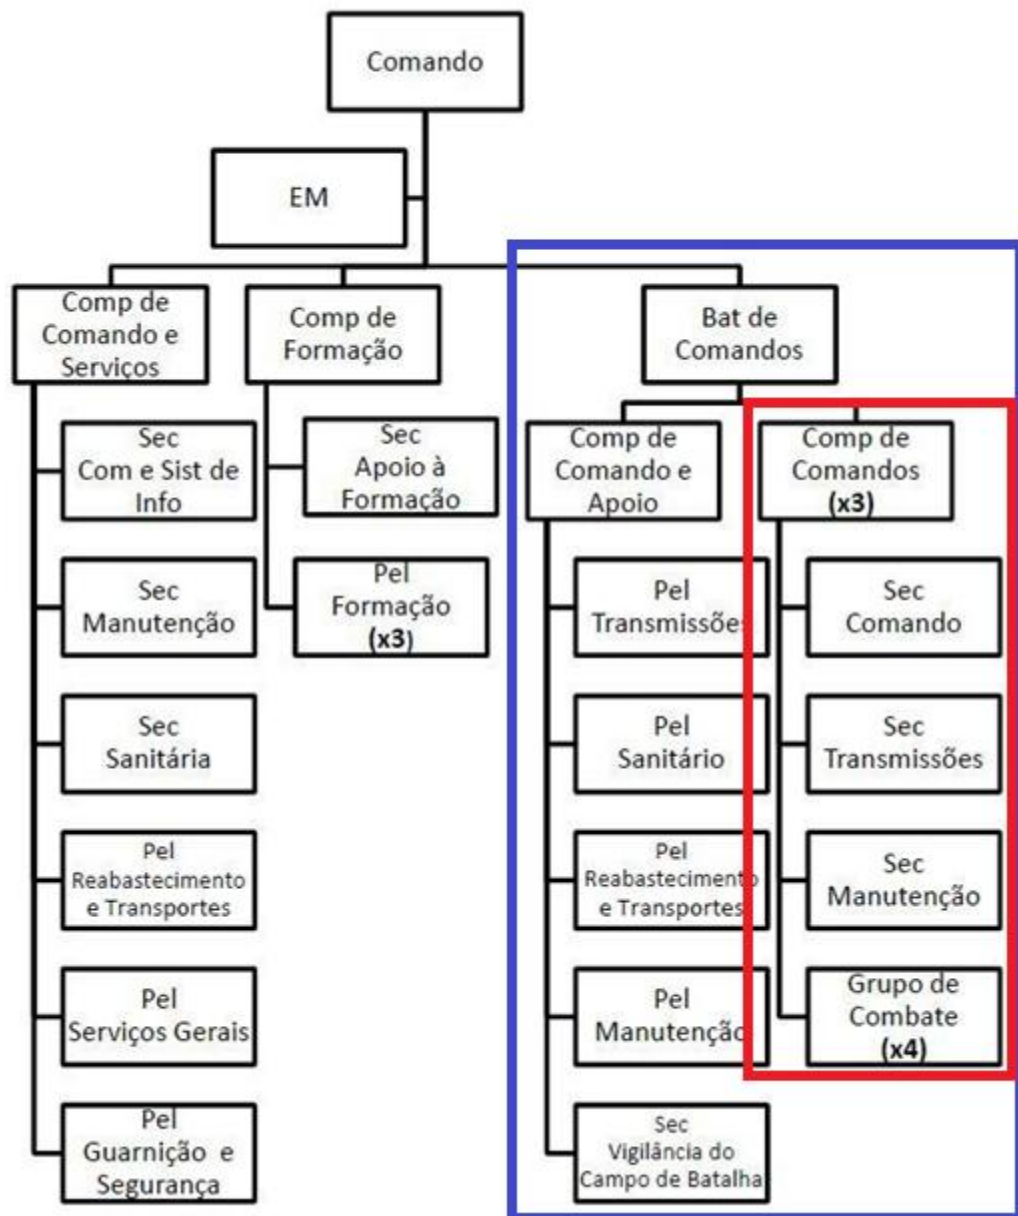 Comando
EM
Comp de
Comando e
Serviços
Sec
Com e Sist de
Info
Sec
Manutenção
Sec
Sanitária
Pel
Reabastecimento
e Transportes
Pel
Serviços Gerais
Pel
Guarnição e
Segurança
Comp de
Formação
Sec
Apoio à
Formação
Pel
Formação
(x3)
Bat de
Comandos
Comp de
Comando e
Apoio
Pel
Transmissões
Pel
Sanitário
Pel
Reabastecimento
e Transportes
Pel
Manutenção
Sec
Vigilância do
Campo de Batalha
Comp de
Comandos
(x3)
Sec
Comando
Sec
Transmissões
Sec
Manutenção
Grupo de
Combate
(x4)